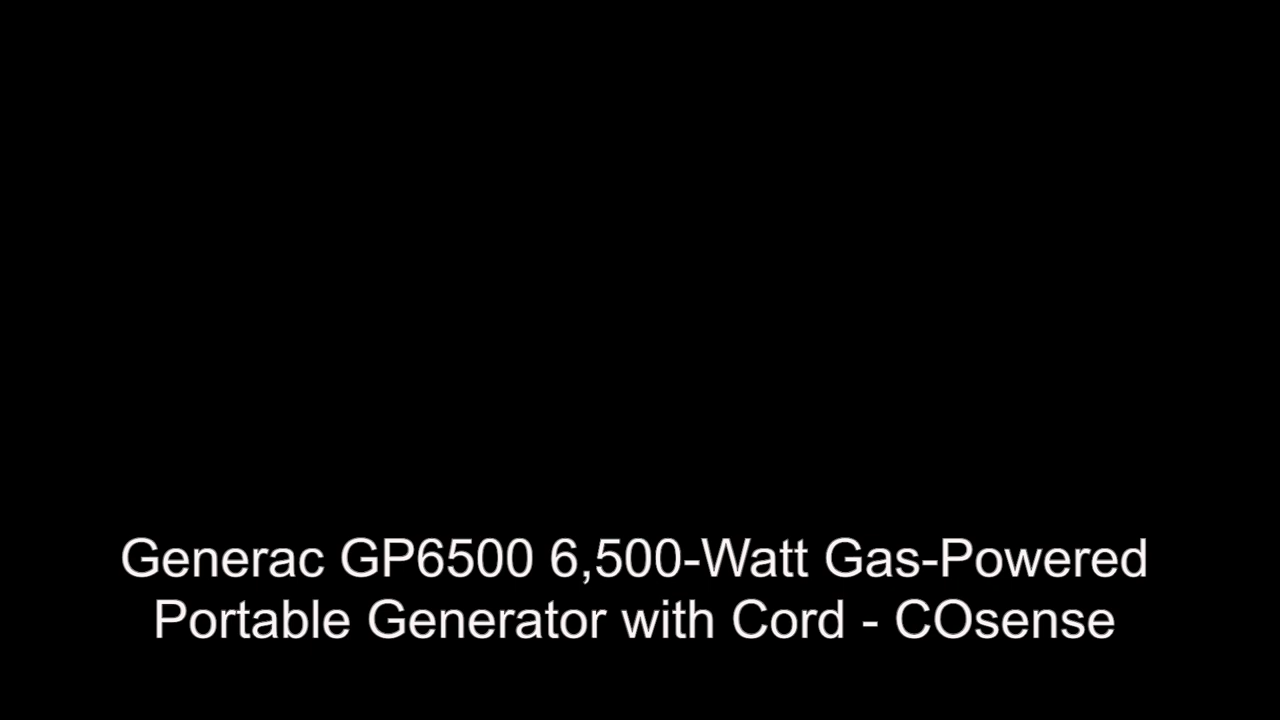 Generac GP6500 6,500-Watt Gas-Powered
Portable Generator with Cord - COsense